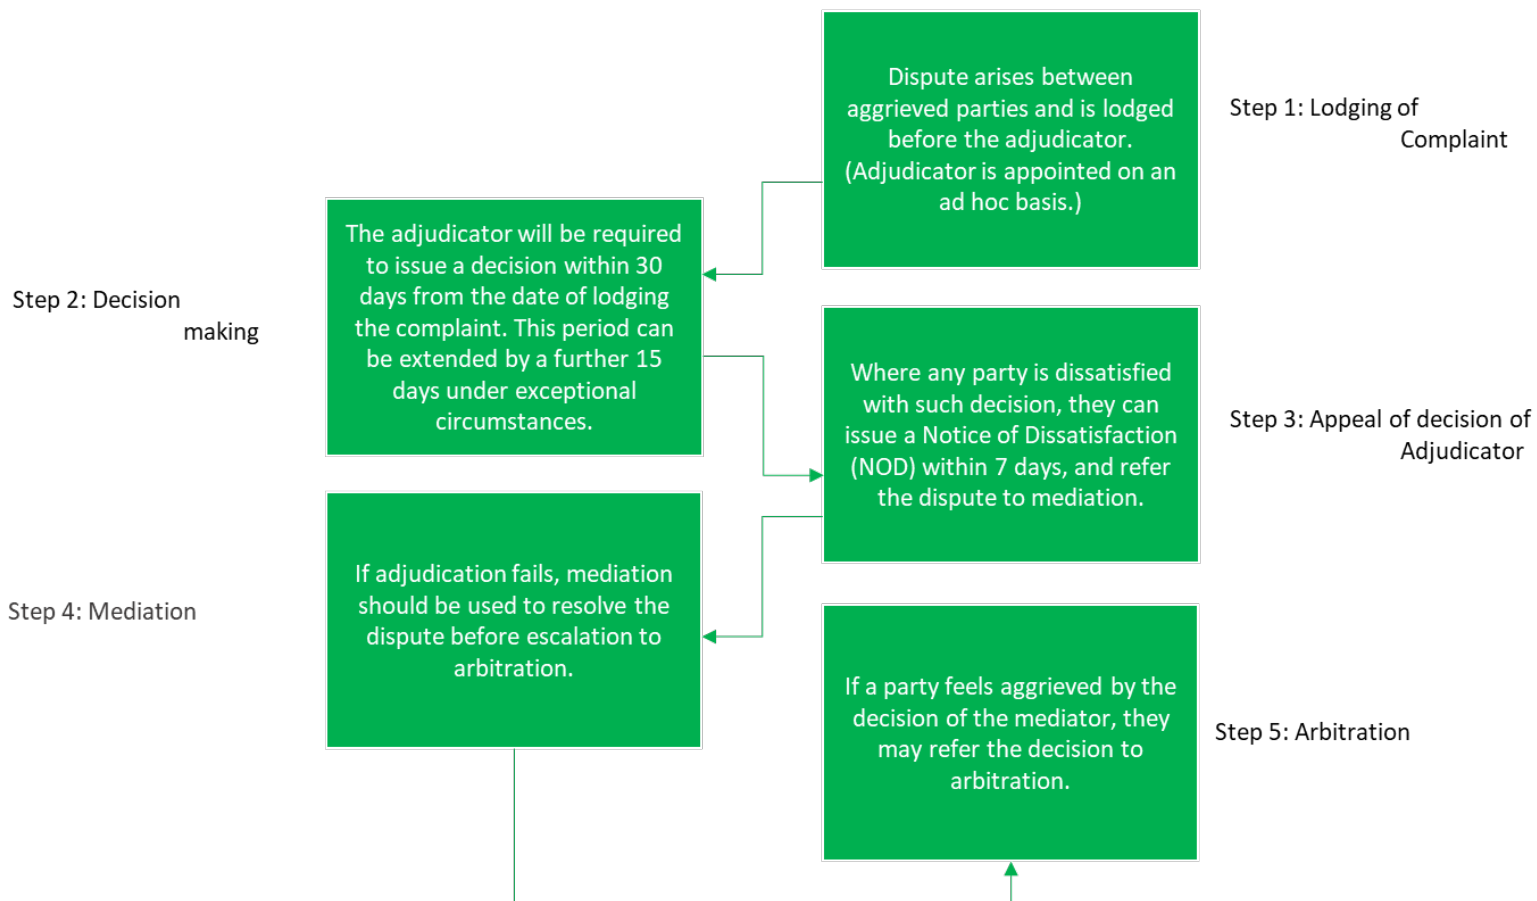 Dispute arises between
aggrieved parties and is lodged
before the adjudicator.
(Adjudicator is appointed on an
ad hoc basis.)
Step 1: Lodging of
Complaint
The adjudicator will be required
to issue a decision within 30
days from the date of lodging
the complaint. This period can
be extended by a further 15
days under exceptional
circumstances.
Step 2: Decision
making
Where any party is dissatisfied
with such decision, they can
issue a Notice of Dissatisfaction
(NOD) within 7 days, and refer
the dispute to mediation.
Step 3: Appeal of decision of
Adjudicator
If adjudication fails, mediation
should be used to resolve the
dispute before escalation to
arbitration.
Step 4: Mediation
If a party feels aggrieved by the
decision of the mediator, they
may refer the decision to
arbitration.
Step 5: Arbitration